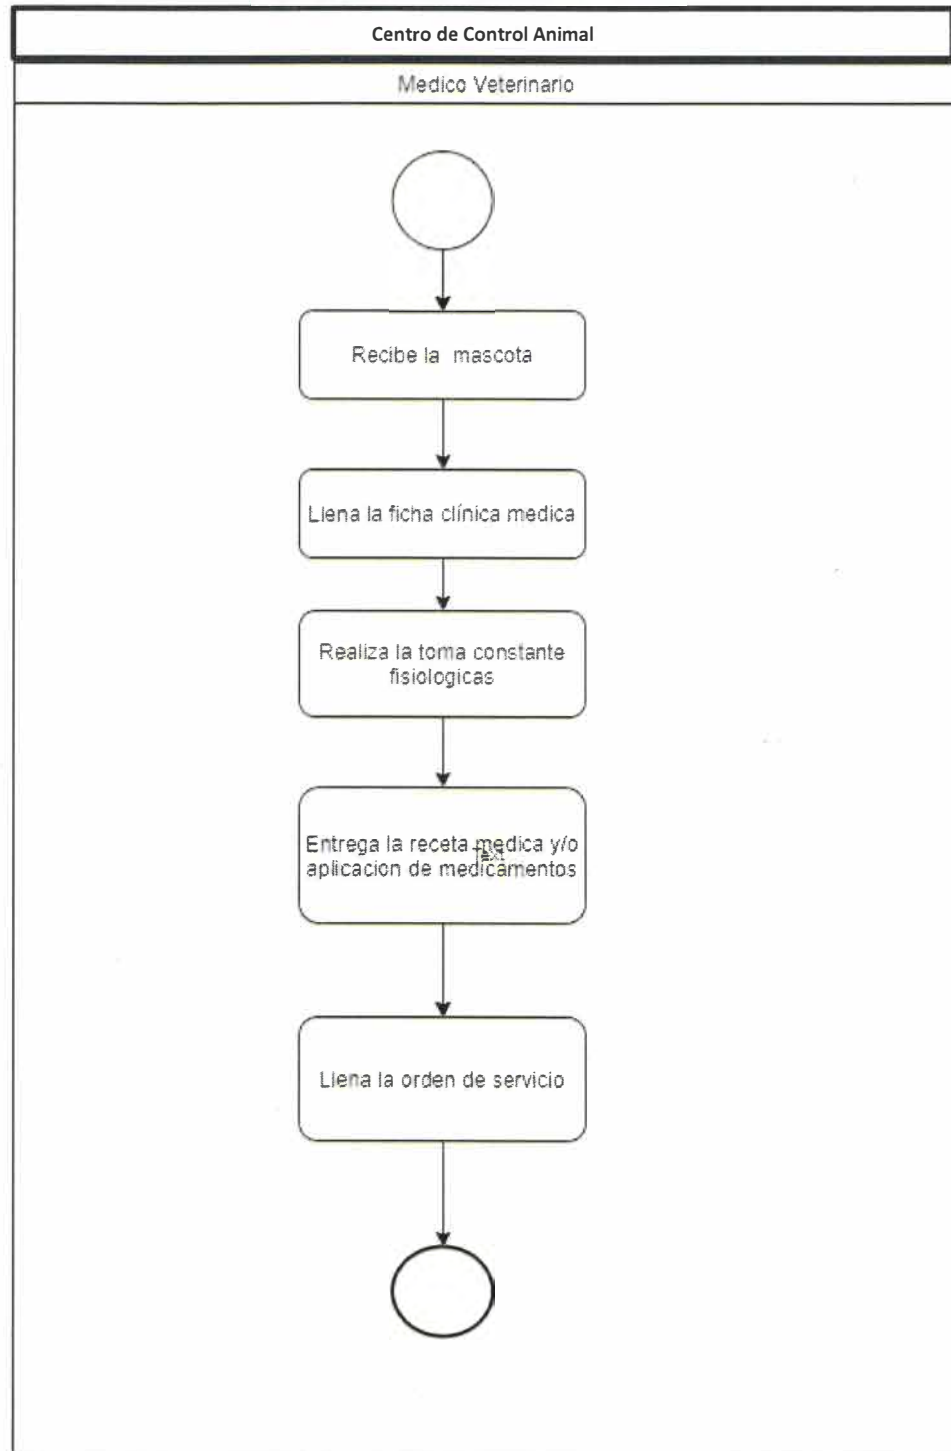 Centro de Control Animal
Medico Veterinario
Recibe la mascota
Llena la ficha clínica medica
Realiza la toma constante
fisiologicas
Entrega la receta medica y/o
aplicacion de medicamentos
Text
Llena la orden de servicio